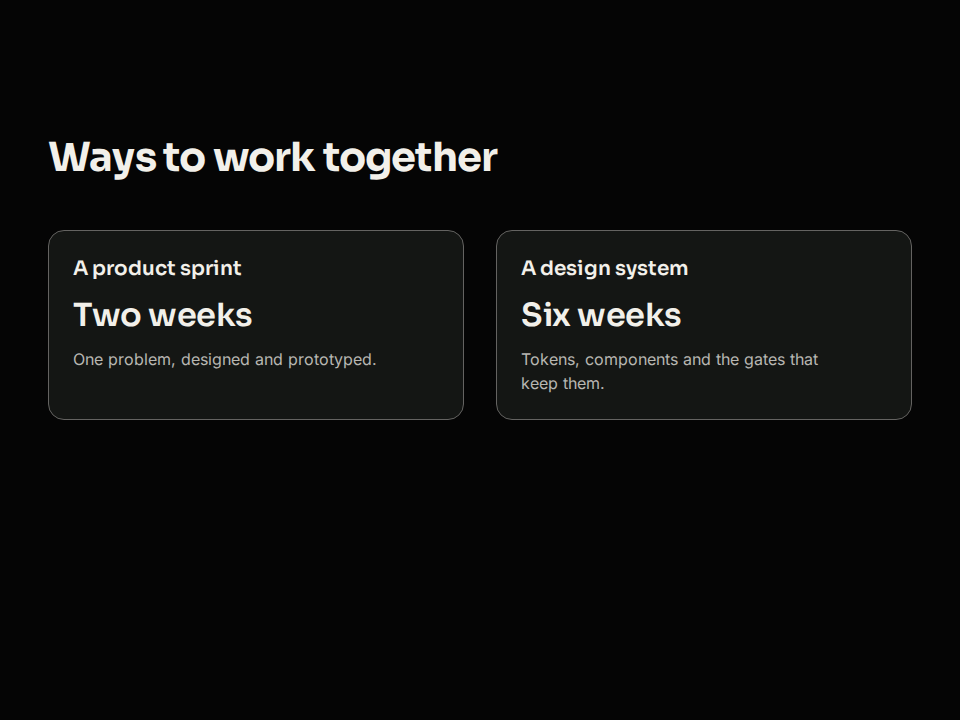 Ways to work together
A product sprint
Two weeks
One problem, designed and prototyped.
A design system
Six weeks
Tokens, components and the gates that
keep them.